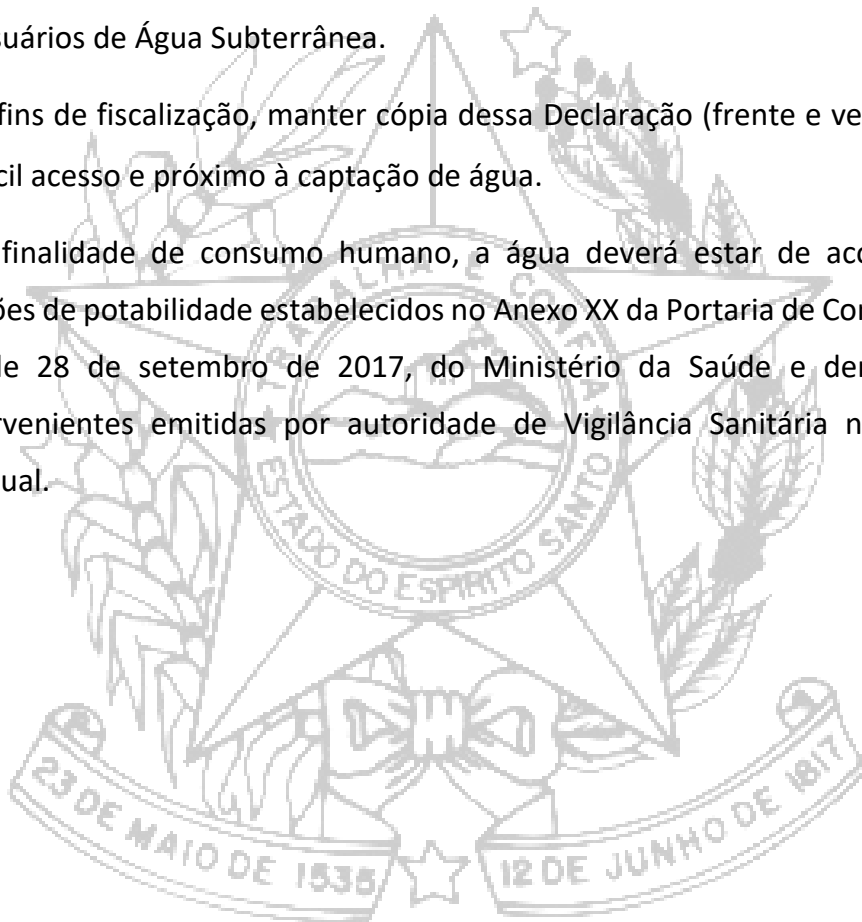 suários de Água Subterrânea.
fins de fiscalização, manter cópia dessa Declaração (frente e ve
cil acesso e próximo à captação de água.
finalidade de consumo humano, a água deverá estar de aco
ões de potabilidade estabelecidos no Anexo XX da Portaria de Con
de 28 de setembro de 2017, do Ministério da Saúde e der
rvenientes emitidas por autoridade de Vigilância Sanitária n
ual.
TRABALHA E CONFIA
ESTADO DO ESPIRITO SANTO
23 DE MAIO DE 1535
12 DE JUNHO DE 1817